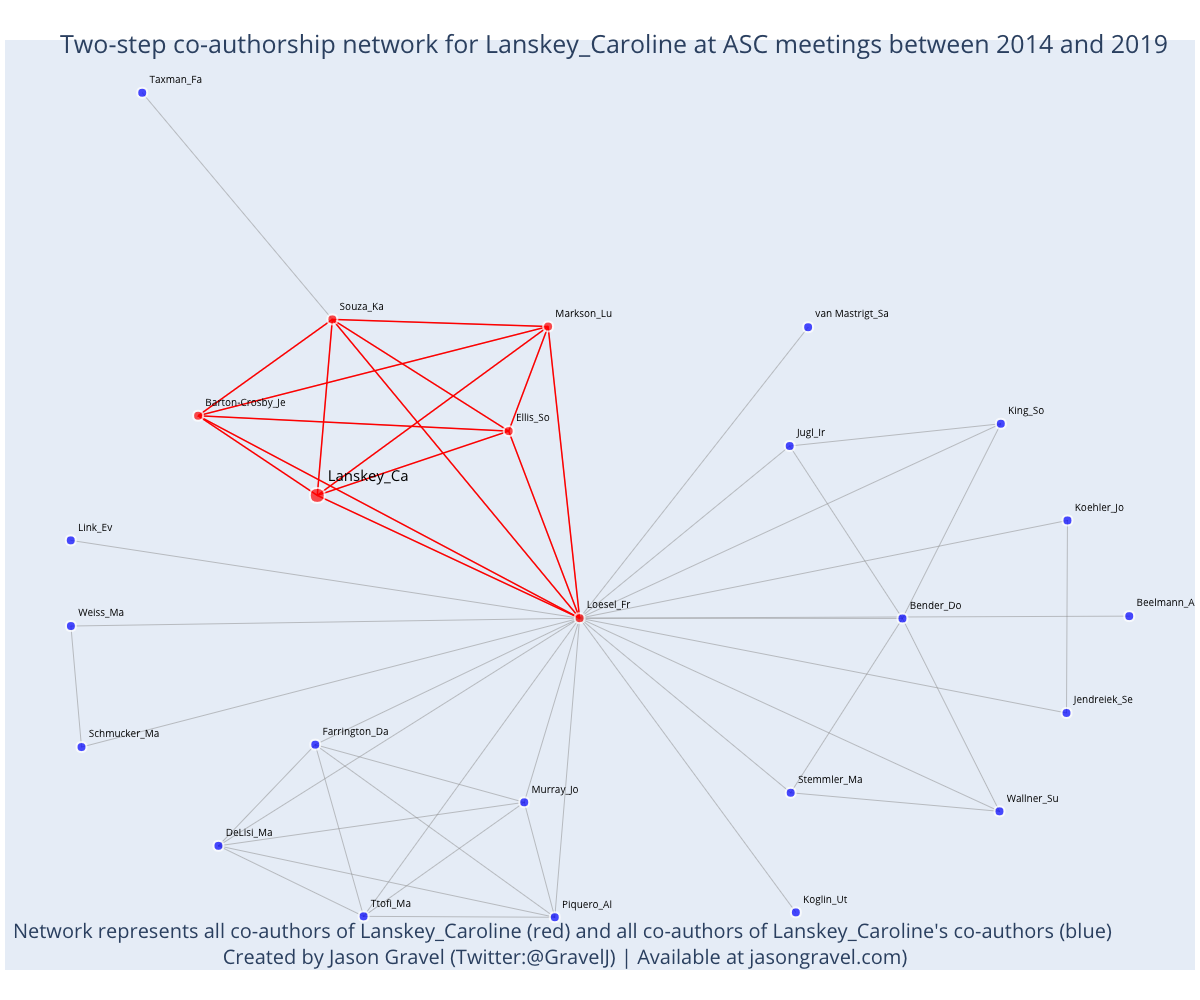 Two-step co-authorship network for Lanskey_Caroline at ASC meetings between 2014 and 2019
Taxman_Fa
Souza_Ka
Markson_Lu
van Mastrigt_Sa
Barton-Crosby_Je
Ellis_So
King_So
Jugl_Ir
Lanskey_Ca
Koehler_Jo
Link_Ev
Loesel_Fr
Bender_Do
Beelmann_A
Weiss_Ma
Jendreiek_Se
Schmucker_Ma
Farrington_Da
Stemmler_Ma
Murray_Jo
Wallner_Su
DeLisi_Ma
Ttofi_Ma
Piquero_Al
Koglin_Ut
Network represents all co-authors of Lanskey_Caroline (red) and all co-authors of Lanskey_Caroline's co-authors (blue)
Created by Jason Gravel (Twitter:@GravelJ) | Available at jasongravel.com)